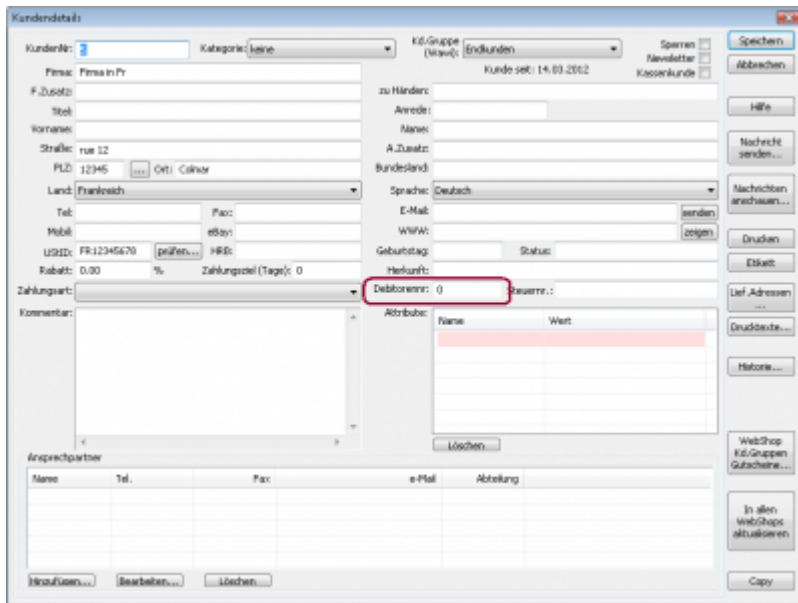 Kundendetails
KundenNr: 2 Kategorie: keine Kd.Gruppe (Wawi): Endkunden Sperren
Newsletter
Kunde seit: 14.03.2012 Kassenkunde
Firma: Firma in Fr
F.Zusatz: zu Händen:
Titel: Anrede:
Vorname: Name:
Straße: rue 12 A.Zusatz:
PLZ: 12345 ... Ort: Colmar Bundesland:
Land: Frankreich Sprache: Deutsch
Tel: Fax: E-Mail: senden
Mobil: eBay: WWW: zeigen
UStID: FR12345678 prüfen... HRB: Geburtstag: Status:
Rabatt: 0.00 % Zahlungsziel (Tage): 0 Herkunft:
Zahlungsart: Debitorennr: 0 Steuernr.:
Kommentar: Attribute: Name Wert
Löschen
Ansprechpartner
Name Tel. Fax e-Mail Abteilung
Hinzufügen... Bearbeiten... Löschen
Speichern
Abbrechen
Hilfe
Nachricht
senden...
Nachrichten
anschauen...
Drucken
Etikett
Lief.Adressen
...
Drucktexte...
Historie...
WebShop
Kd.Gruppen
Gutscheine...
In allen
WebShops
aktualisieren
Copy